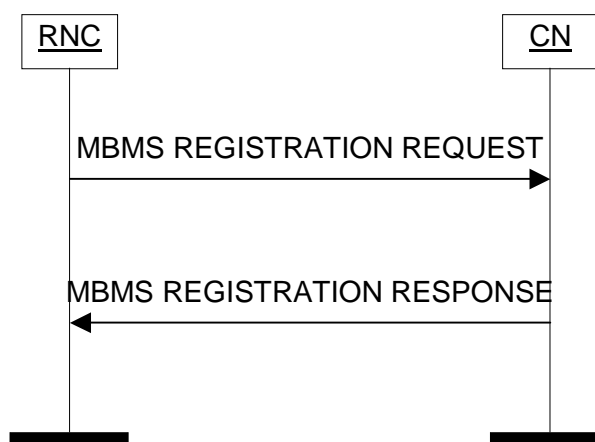 RNC
CN
MBMS REGISTRATION REQUEST
MBMS REGISTRATION RESPONSE